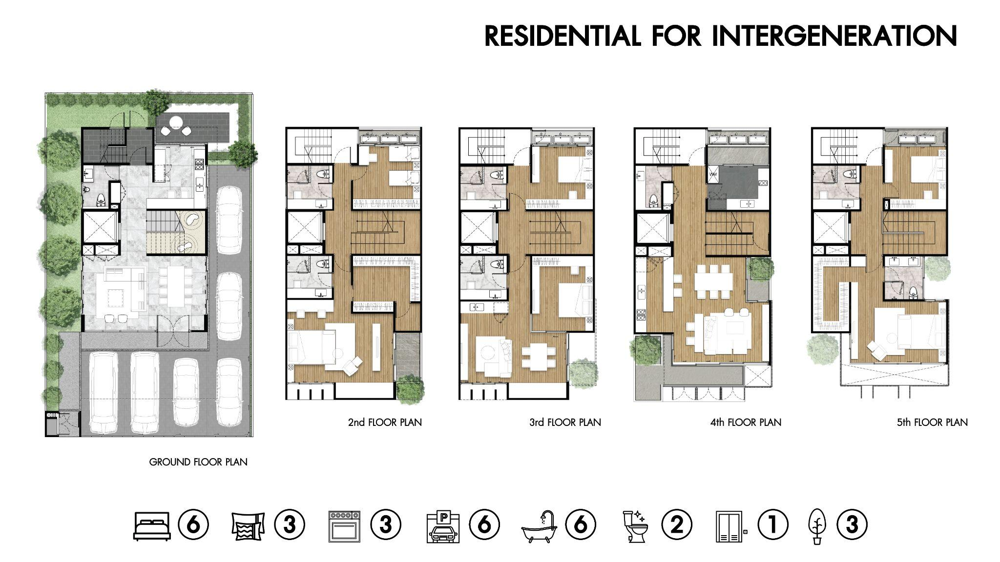 RESIDENTIAL FOR INTERGENERATION
WM
2nd FLOOR PLAN
3rd FLOOR PLAN
4th FLOOR PLAN
5th FLOOR PLAN
GROUND FLOOR PLAN
6
3
3
P
6
6
2
1
3